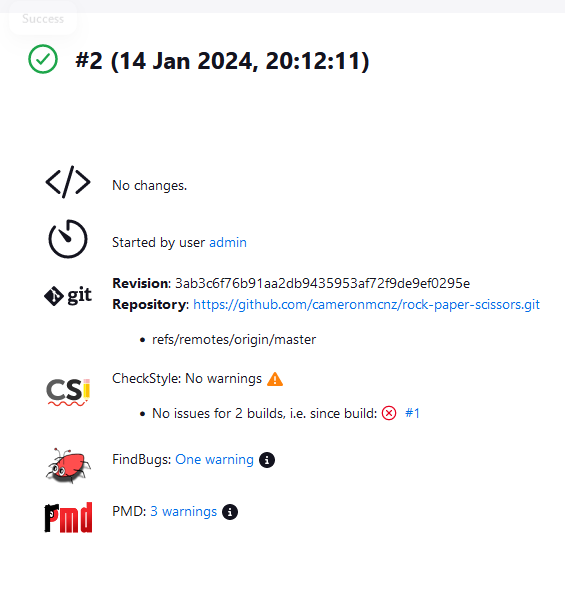 Success
#2 (14 Jan 2024, 20:12:11)
No changes.
Started by user admin
git
Revision: 3ab3c6f76b91aa2db9435953af72f9de9ef0295e
Repository: https://github.com/cameronmcnz/rock-paper-scissors.git
• refs/remotes/origin/master
CSi
CheckStyle: No warnings
• No issues for 2 builds, i.e. since build: #1
FindBugs: One warning
Pmd
PMD: 3 warnings